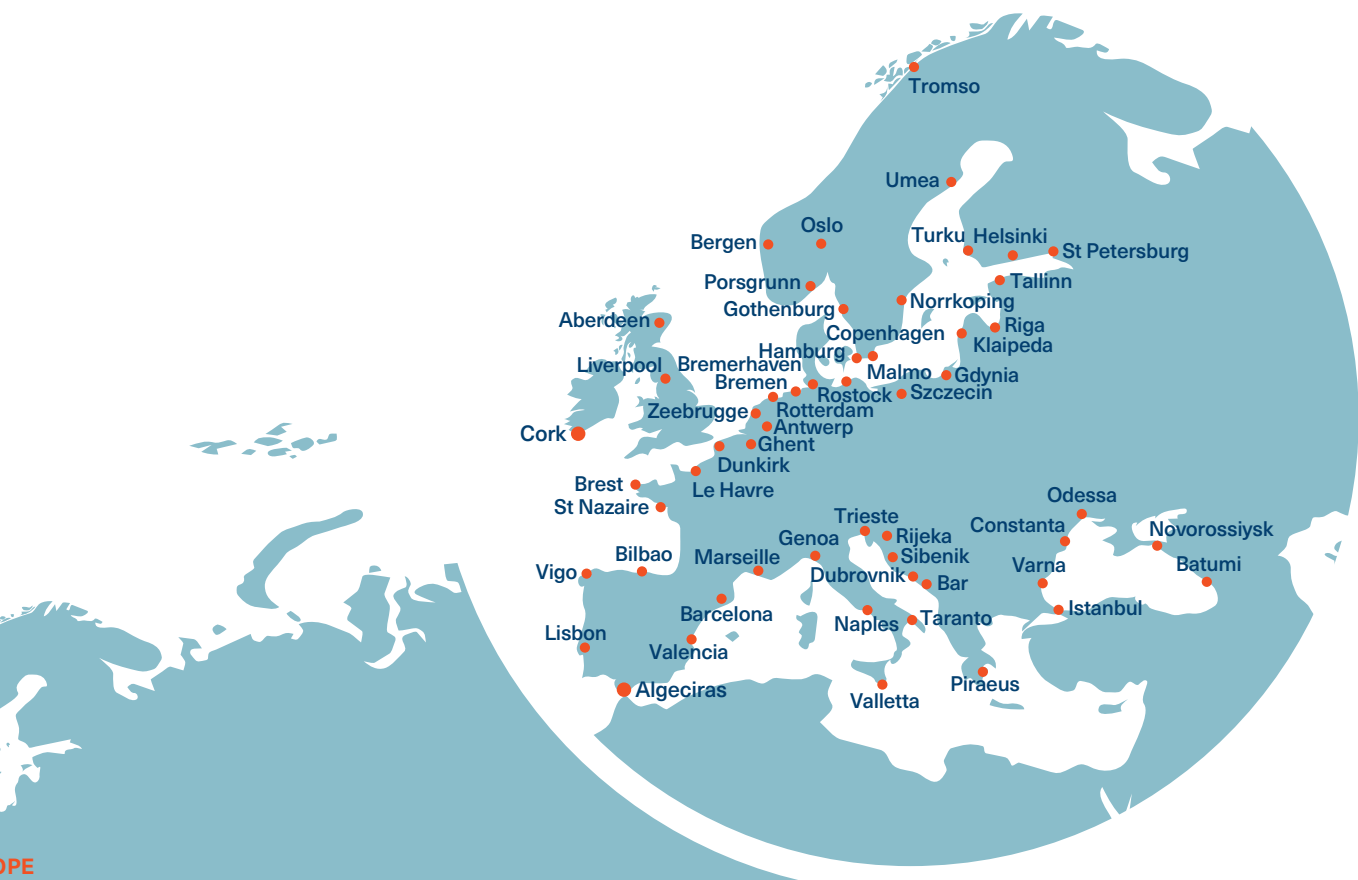 Tromso
Umea
Oslo
Bergen
Turku
Helsinki
St Petersburg
Porsgrunn
Tallinn
Gothenburg
Norrkoping
Aberdeen
Copenhagen
Riga
Klaipeda
Hamburg
Liverpool
Bremerhaven
Malmo
Gdynia
Bremen
Rostock
Szczecin
Zeebrugge
Rotterdam
Antwerp
Cork
Ghent
Dunkirk
Brest
Le Havre
St Nazaire
Odessa
Trieste
Constanta
Novorossiysk
Genoa
Rijeka
Bilbao
Marseille
Sibenik
Varna
Batumi
Vigo
Dubrovnik
Bar
Barcelona
Istanbul
Naples
Taranto
Lisbon
Valencia
Algeciras
Piraeus
Valletta
OPE